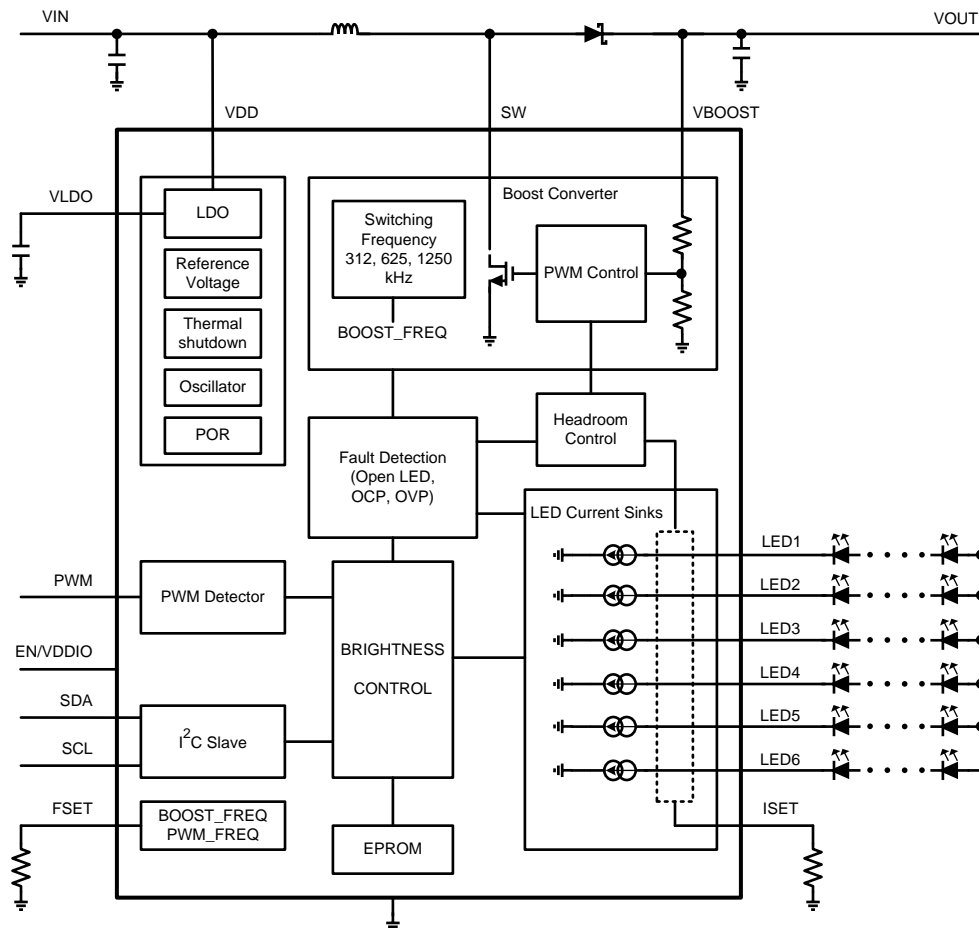 VIN
VOUT
VDD
SW
VBOOST
VLDO
LDO
Reference
Voltage
Thermal
shutdown
Oscillator
POR
Boost Converter
Switching
Frequency
312, 625, 1250
kHz
BOOST_FREQ
PWM Control
Headroom
Control
Fault Detection
(Open LED,
OCP, OVP)
LED Current Sinks
LED1
LED2
LED3
LED4
LED5
LED6
PWM
PWM Detector
EN/VDDIO
BRIGHTNESS
CONTROL
SDA
SCL
I2C Slave
FSET
BOOST_FREQ
PWM_FREQ
EPROM
ISET